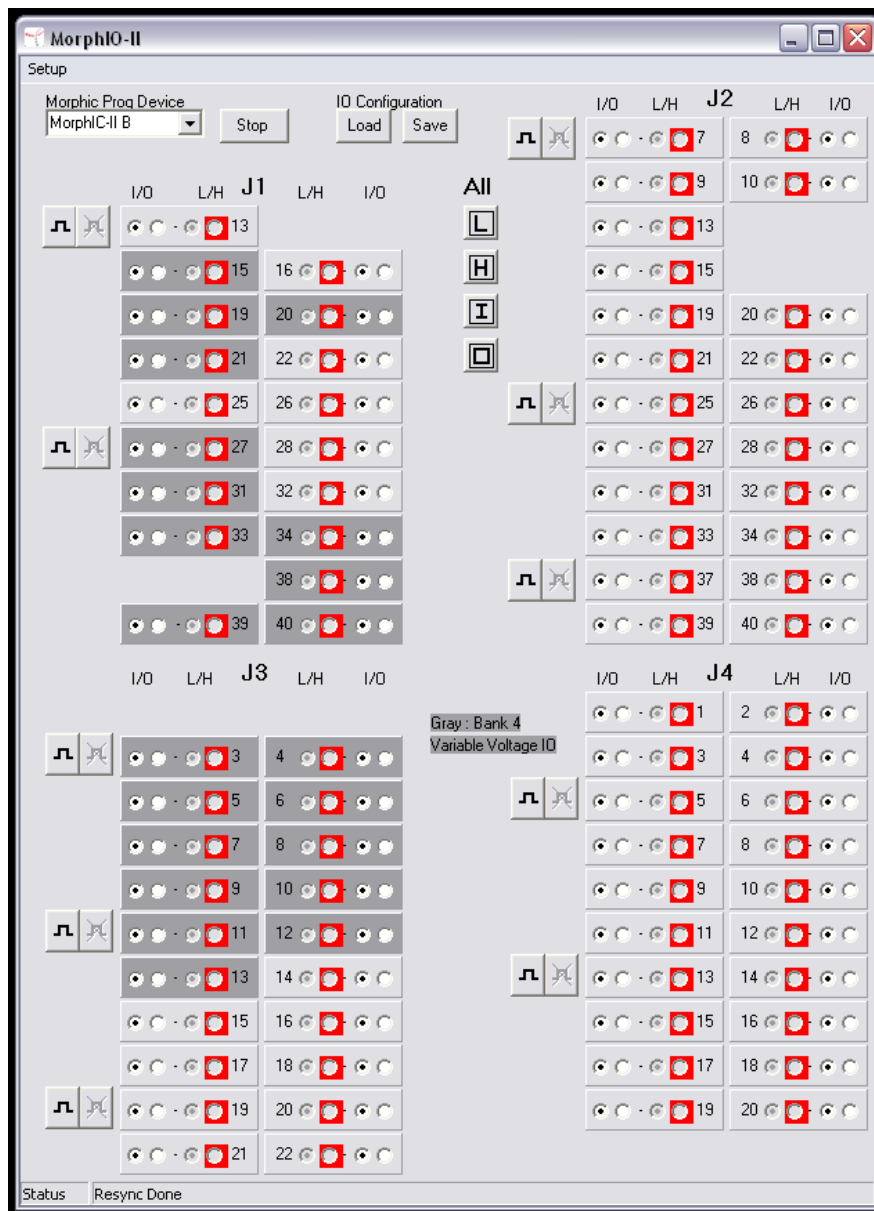 MorphIO-II
Setup
Morphic Prog Device
MorphIC-II B
Stop
IO Configuration
Load Save
I/O L/H J2 L/H I/O
7 8
9 10
13
15
19 20
21 22
25 26
27 28
31 32
33 34
37 38
39 40
I/O L/H J1 L/H I/O
13
15 16
19 20
21 22
25 26
27 28
31 32
33 34
38
39 40
All
L
H
I
O
I/O L/H J3 L/H I/O
3 4
5 6
7 8
9 10
11 12
13 14
15 16
17 18
19 20
21 22
Gray : Bank 4
Variable Voltage IO
I/O L/H J4 L/H I/O
1 2
3 4
5 6
7 8
9 10
11 12
13 14
15 16
17 18
19 20
Status Resync Done